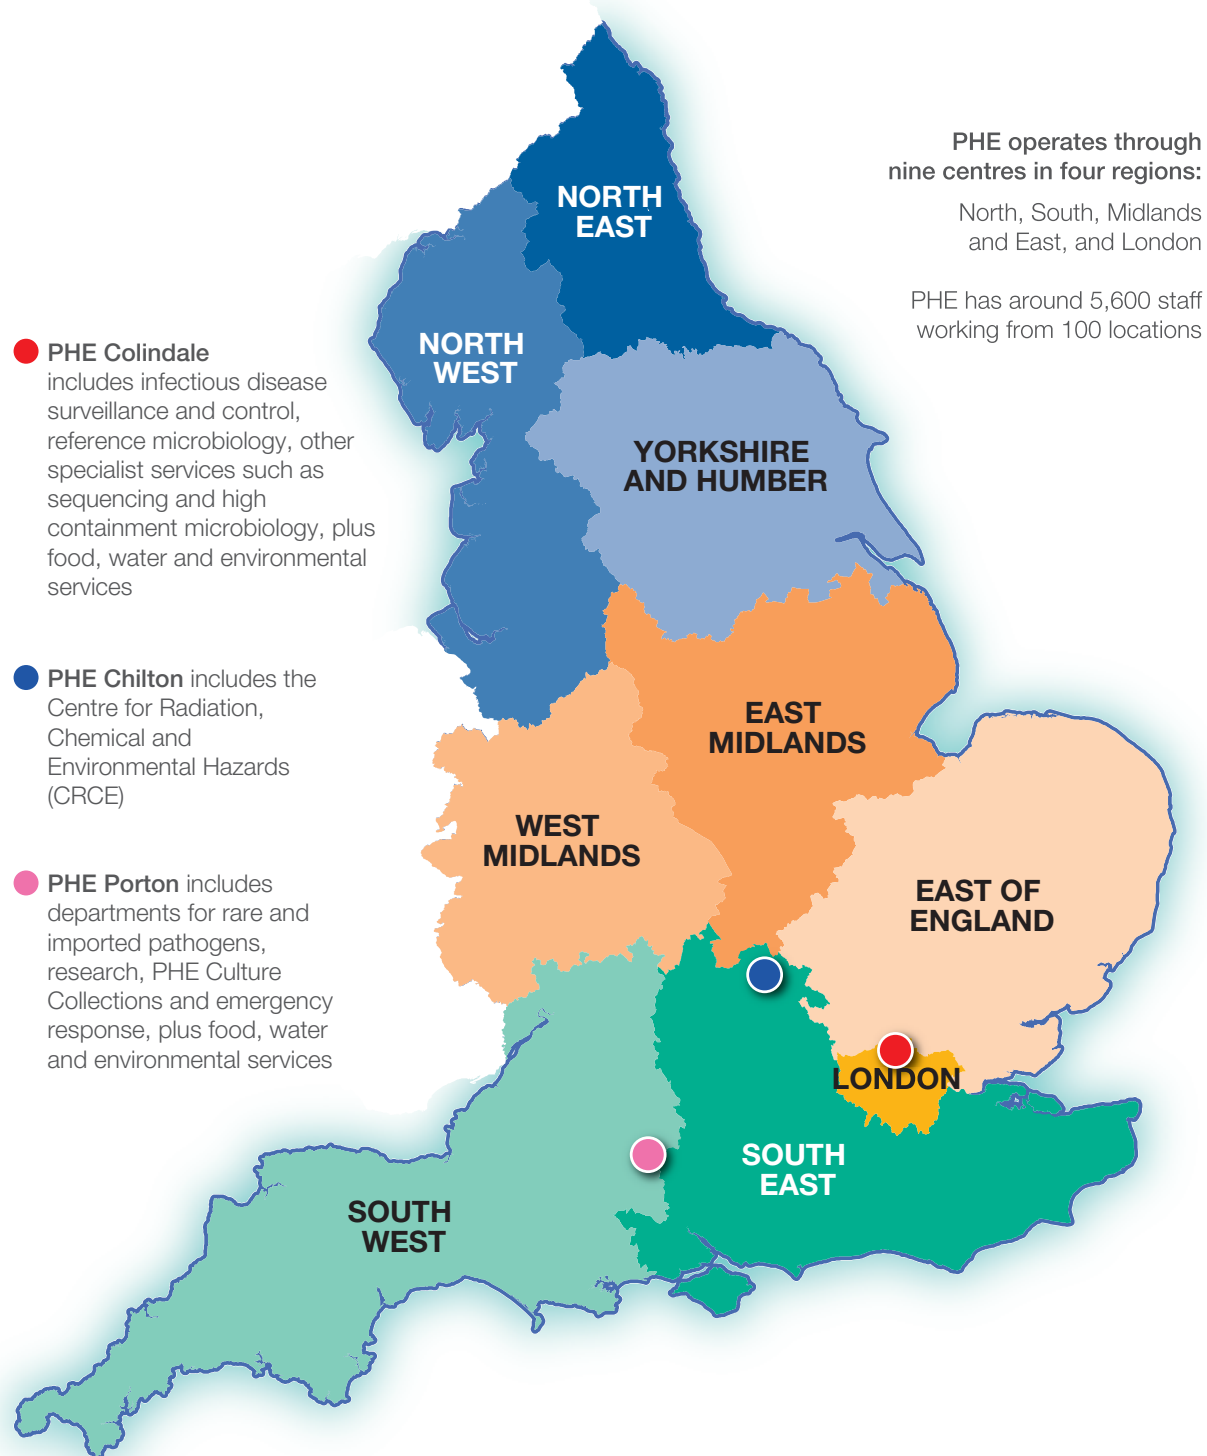 PHE operates through
nine centres in four regions:
North, South, Midlands
and East, and London
PHE has around 5,600 staff
working from 100 locations
PHE Colindale
includes infectious disease
surveillance and control,
reference microbiology, other
specialist services such as
sequencing and high
containment microbiology, plus
food, water and environmental
services
PHE Chilton includes the
Centre for Radiation,
Chemical and
Environmental Hazards
(CRCE)
PHE Porton includes
departments for rare and
imported pathogens,
research, PHE Culture
Collections and emergency
response, plus food, water
and environmental services
NORTH
EAST
NORTH
WEST
YORKSHIRE
AND HUMBER
EAST
MIDLANDS
WEST
MIDLANDS
EAST OF
ENGLAND
LONDON
SOUTH
EAST
SOUTH
WEST